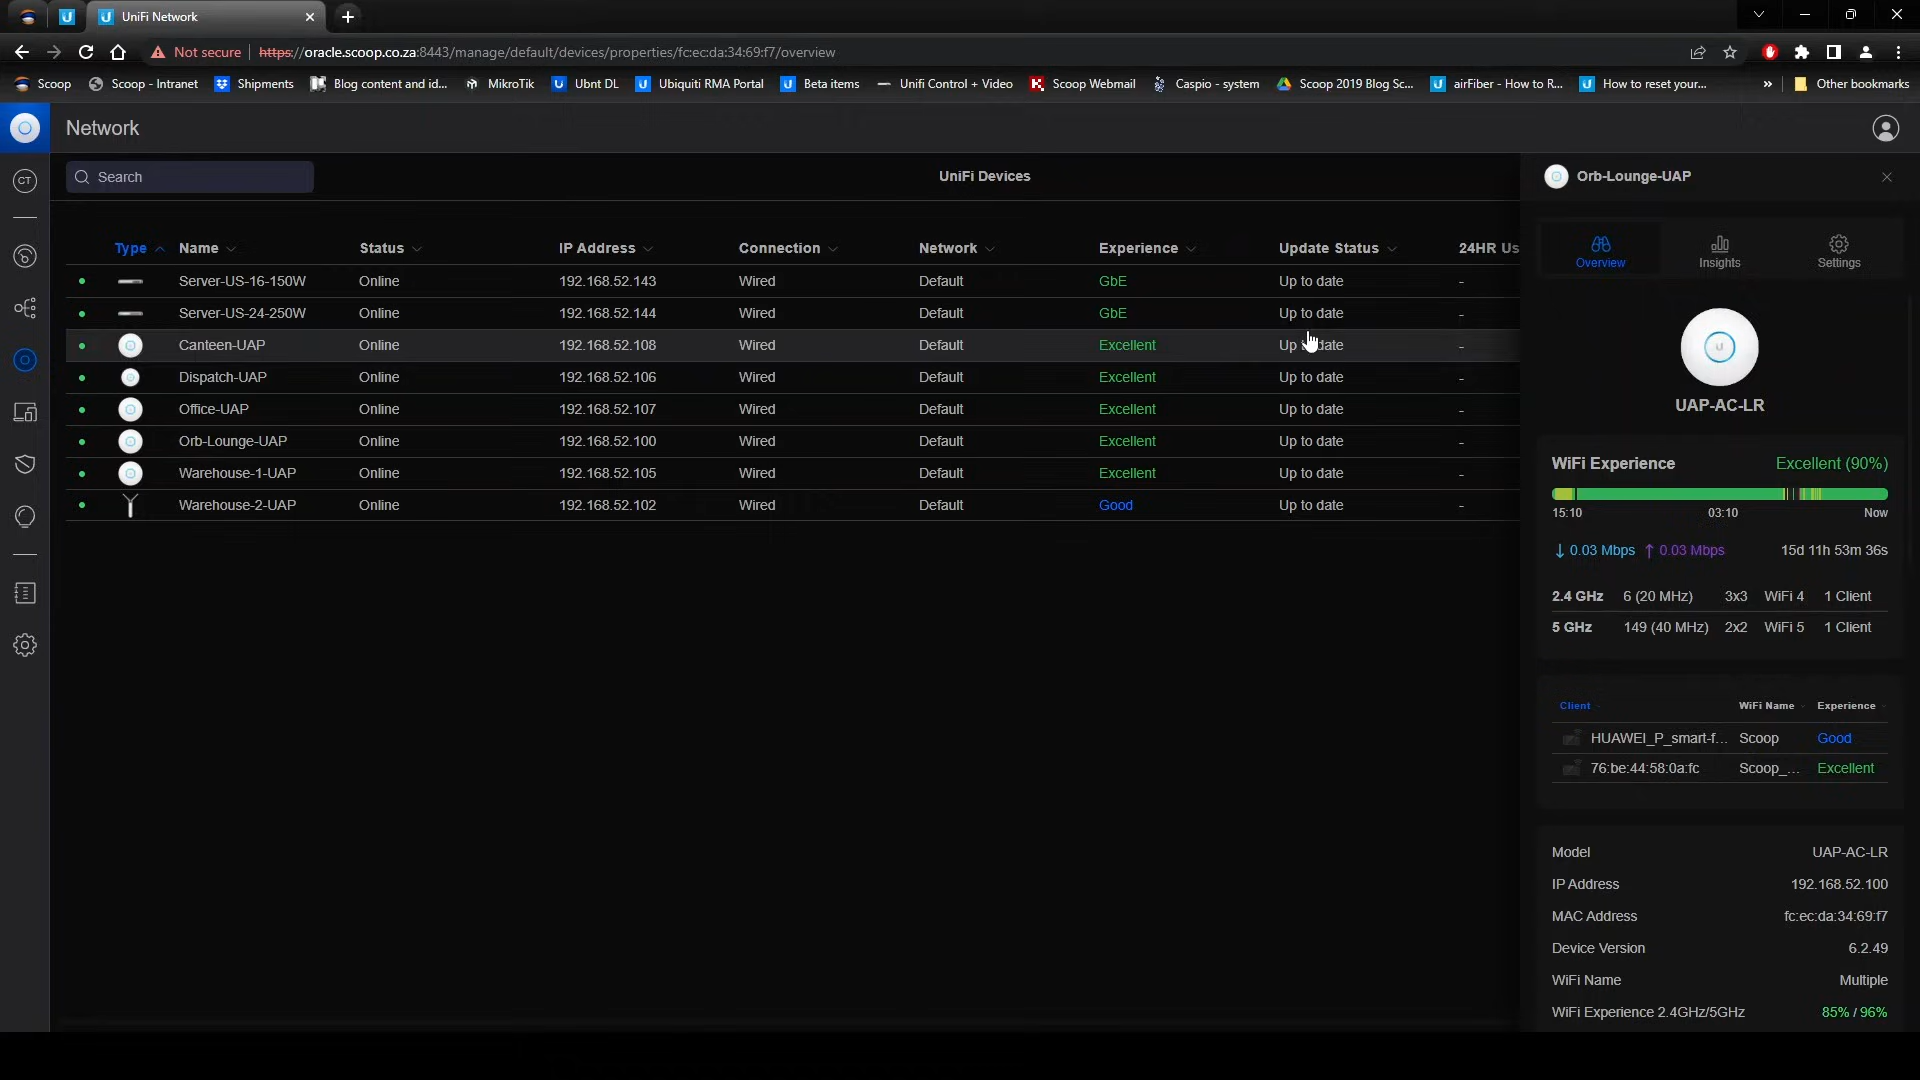 UniFi Network
Not secure https://oracle.scoop.co.za:8443/manage/default/devices/properties/fc:ec:da:34:69:f7/overview
Scoop Scoop - Intranet Shipments Blog content and id... MikroTik Ubnt DL Ubiquiti RMA Portal Beta items Unifi Control + Video Scoop Webmail Caspio - system Scoop 2019 Blog Sc... airFiber - How to R... How to reset your... » Other bookmarks
Network
CT
Search
UniFi Devices
Type Name Status IP Address Connection Network Experience Update Status 24HR Us
Server-US-16-150W Online 192.168.52.143 Wired Default GbE Up to date -
Server-US-24-250W Online 192.168.52.144 Wired Default GbE Up to date -
Canteen-UAP Online 192.168.52.108 Wired Default Excellent Up date -
Dispatch-UAP Online 192.168.52.106 Wired Default Excellent Up to date -
Office-UAP Online 192.168.52.107 Wired Default Excellent Up to date -
Orb-Lounge-UAP Online 192.168.52.100 Wired Default Excellent Up to date -
Warehouse-1-UAP Online 192.168.52.105 Wired Default Excellent Up to date -
Warehouse-2-UAP Online 192.168.52.102 Wired Default Good Up to date -
Orb-Lounge-UAP
Overview Insights Settings
UAP-AC-LR
WiFi Experience Excellent (90%)
15:10 03:10 Now
↓ 0.03 Mbps ↑ 0.03 Mbps 15d 11h 53m 36s
2.4 GHz 6 (20 MHz) 3x3 WiFi 4 1 Client
5 GHz 149 (40 MHz) 2x2 WiFi 5 1 Client
Client WiFi Name Experience
HUAWEI_P_smart-f... Scoop Good
76:be:44:58:0a:fc Scoop_... Excellent
Model UAP-AC-LR
IP Address 192.168.52.100
MAC Address fc:ec:da:34:69:f7
Device Version 6.2.49
WiFi Name Multiple
WiFi Experience 2.4GHz/5GHz 85% / 96%